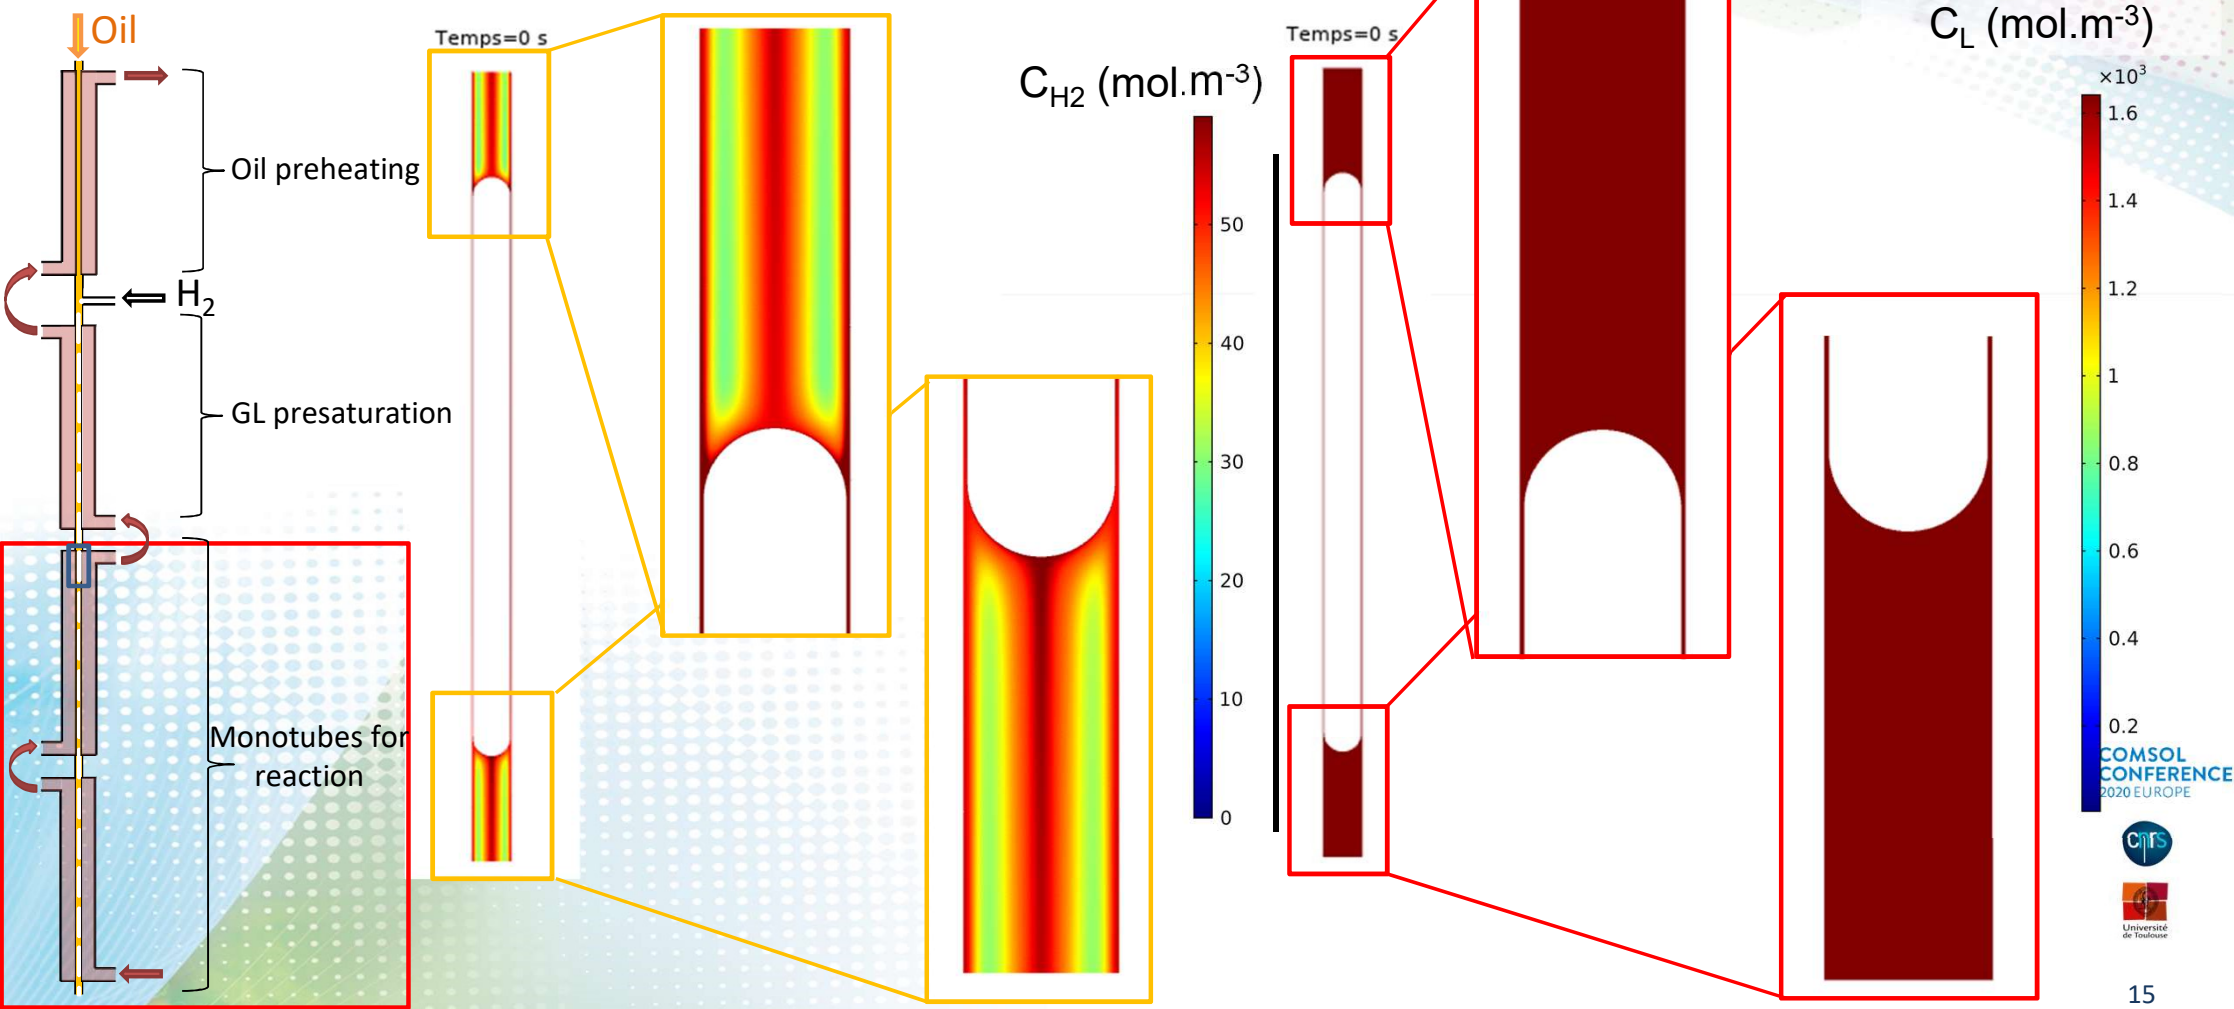 Oil
Oil preheating
H2
GL presaturation
Monotubes for
reaction
Temps=0 s
CH2 (mol.m-3)
50
40
30
20
10
0
Temps=0 s
CL (mol.m-3)
×10³
1.6
1.4
1.2
1
0.8
0.6
0.4
0.2
COMSOL
CONFERENCE
2020 EUROPE
cnrs
Université
de Toulouse
15